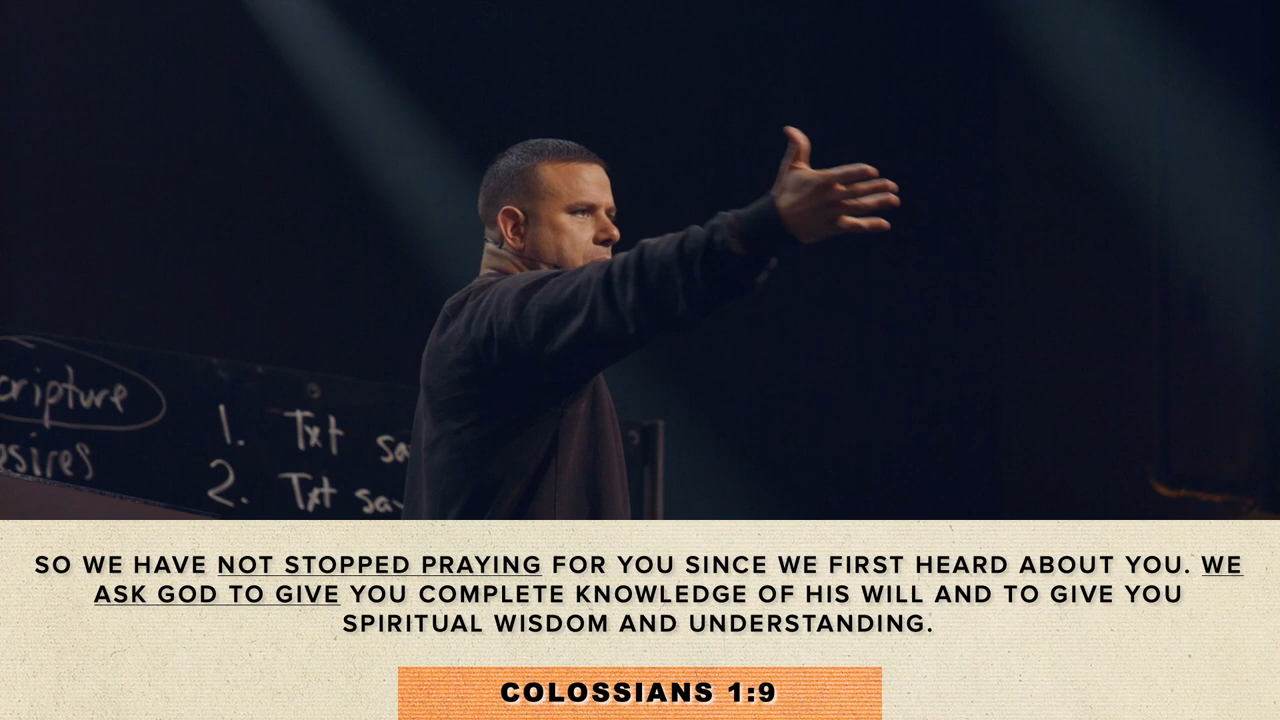 cripture
esires
1. Txt sa
2. Txt sa
SO WE HAVE NOT STOPPED PRAYING FOR YOU SINCE WE FIRST HEARD ABOUT YOU. WE
ASK GOD TO GIVE YOU COMPLETE KNOWLEDGE OF HIS WILL AND TO GIVE YOU
SPIRITUAL WISDOM AND UNDERSTANDING.
COLOSSIANS 1:9